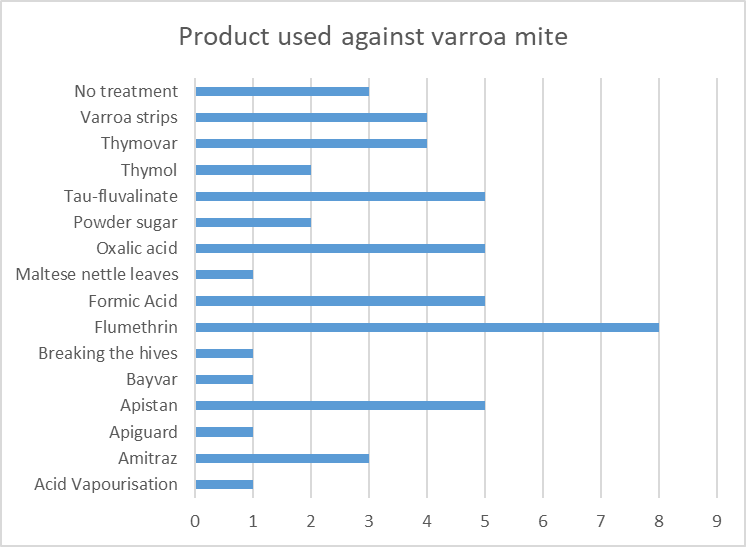 Product used against varroa mite
No treatment
Varroa strips
Thymovar
Thymol
Tau-fluvalinate
Powder sugar
Oxalic acid
Maltese nettle leaves
Formic Acid
Flumethrin
Breaking the hives
Bayvar
Apistan
Apiguard
Amitraz
Acid Vapourisation
0 1 2 3 4 5 6 7 8 9